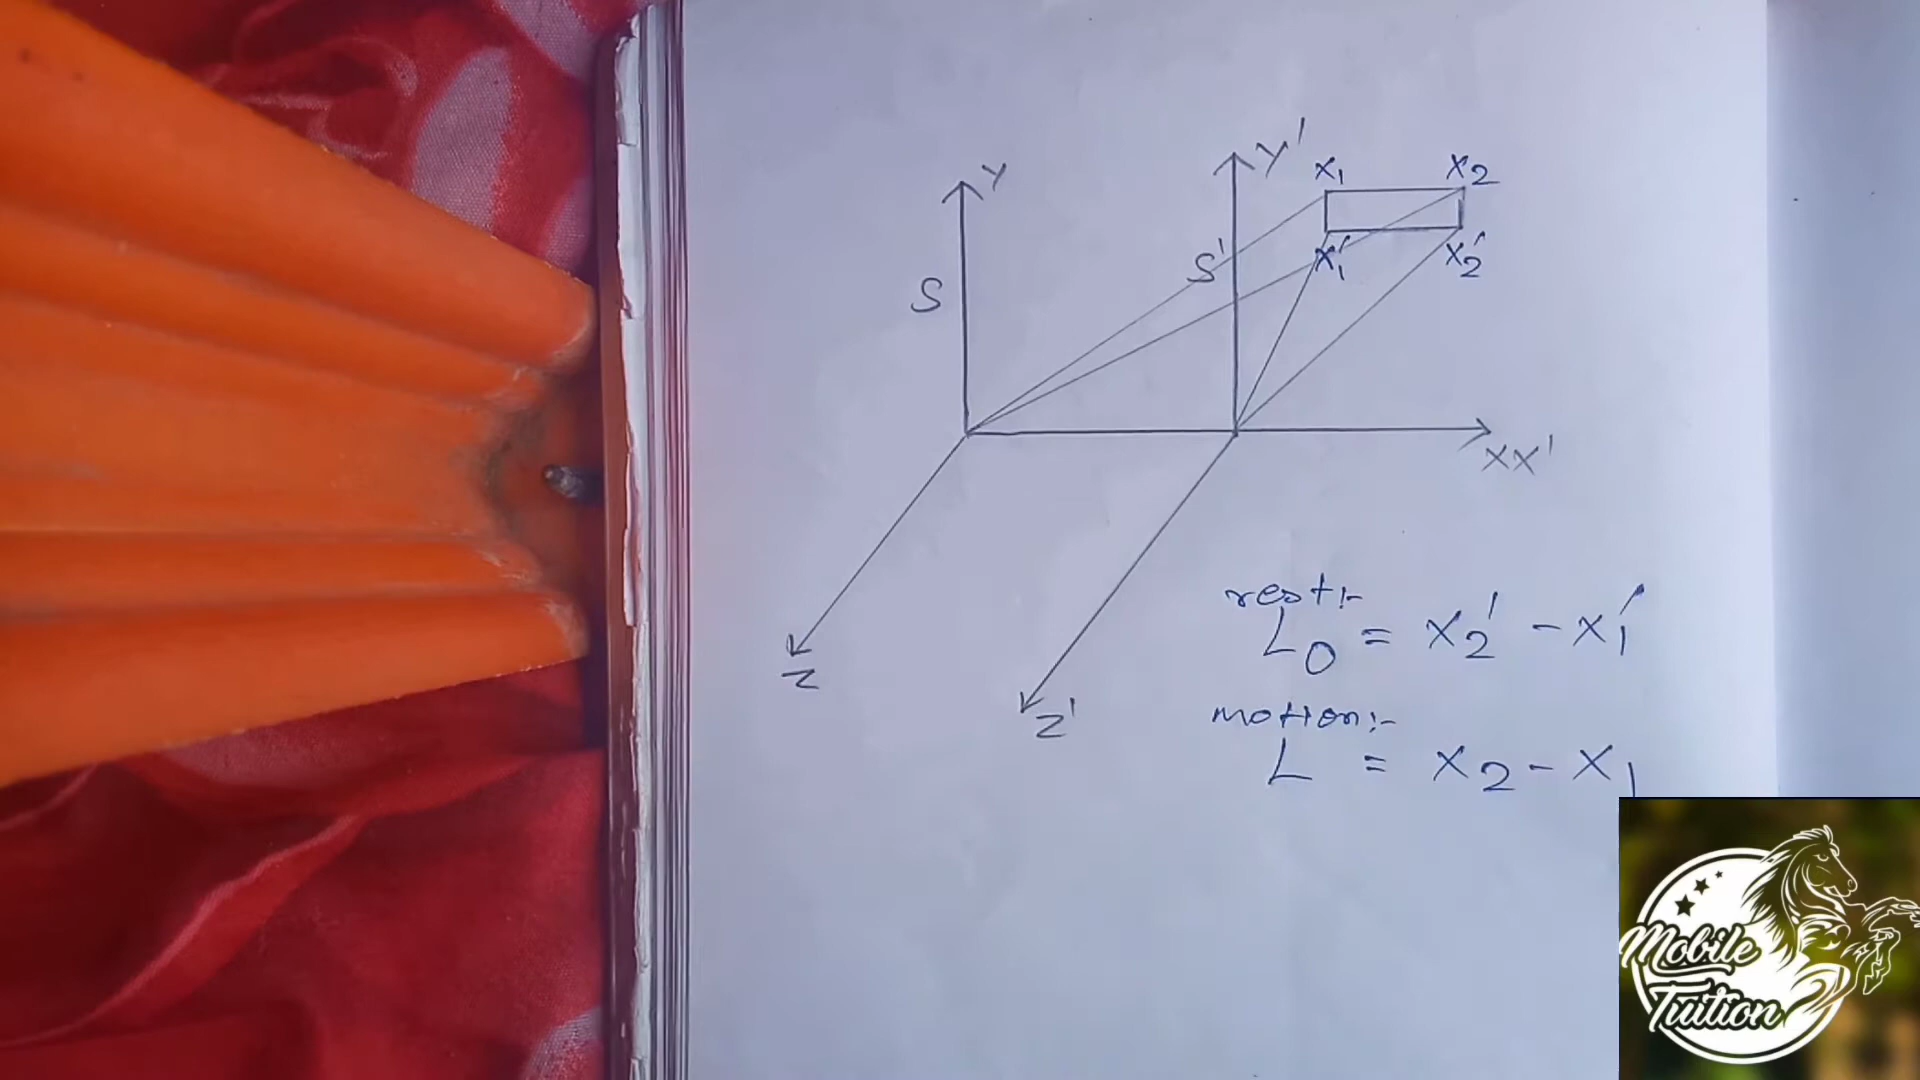 Y
Y'
x₁
x₂
S
S'
x₁'
x₂'
XX'
Z
Z'
rest:-
L₀ = x₂' - x₁'
motion:-
L = x₂ - x₁
Mobile
Tuition